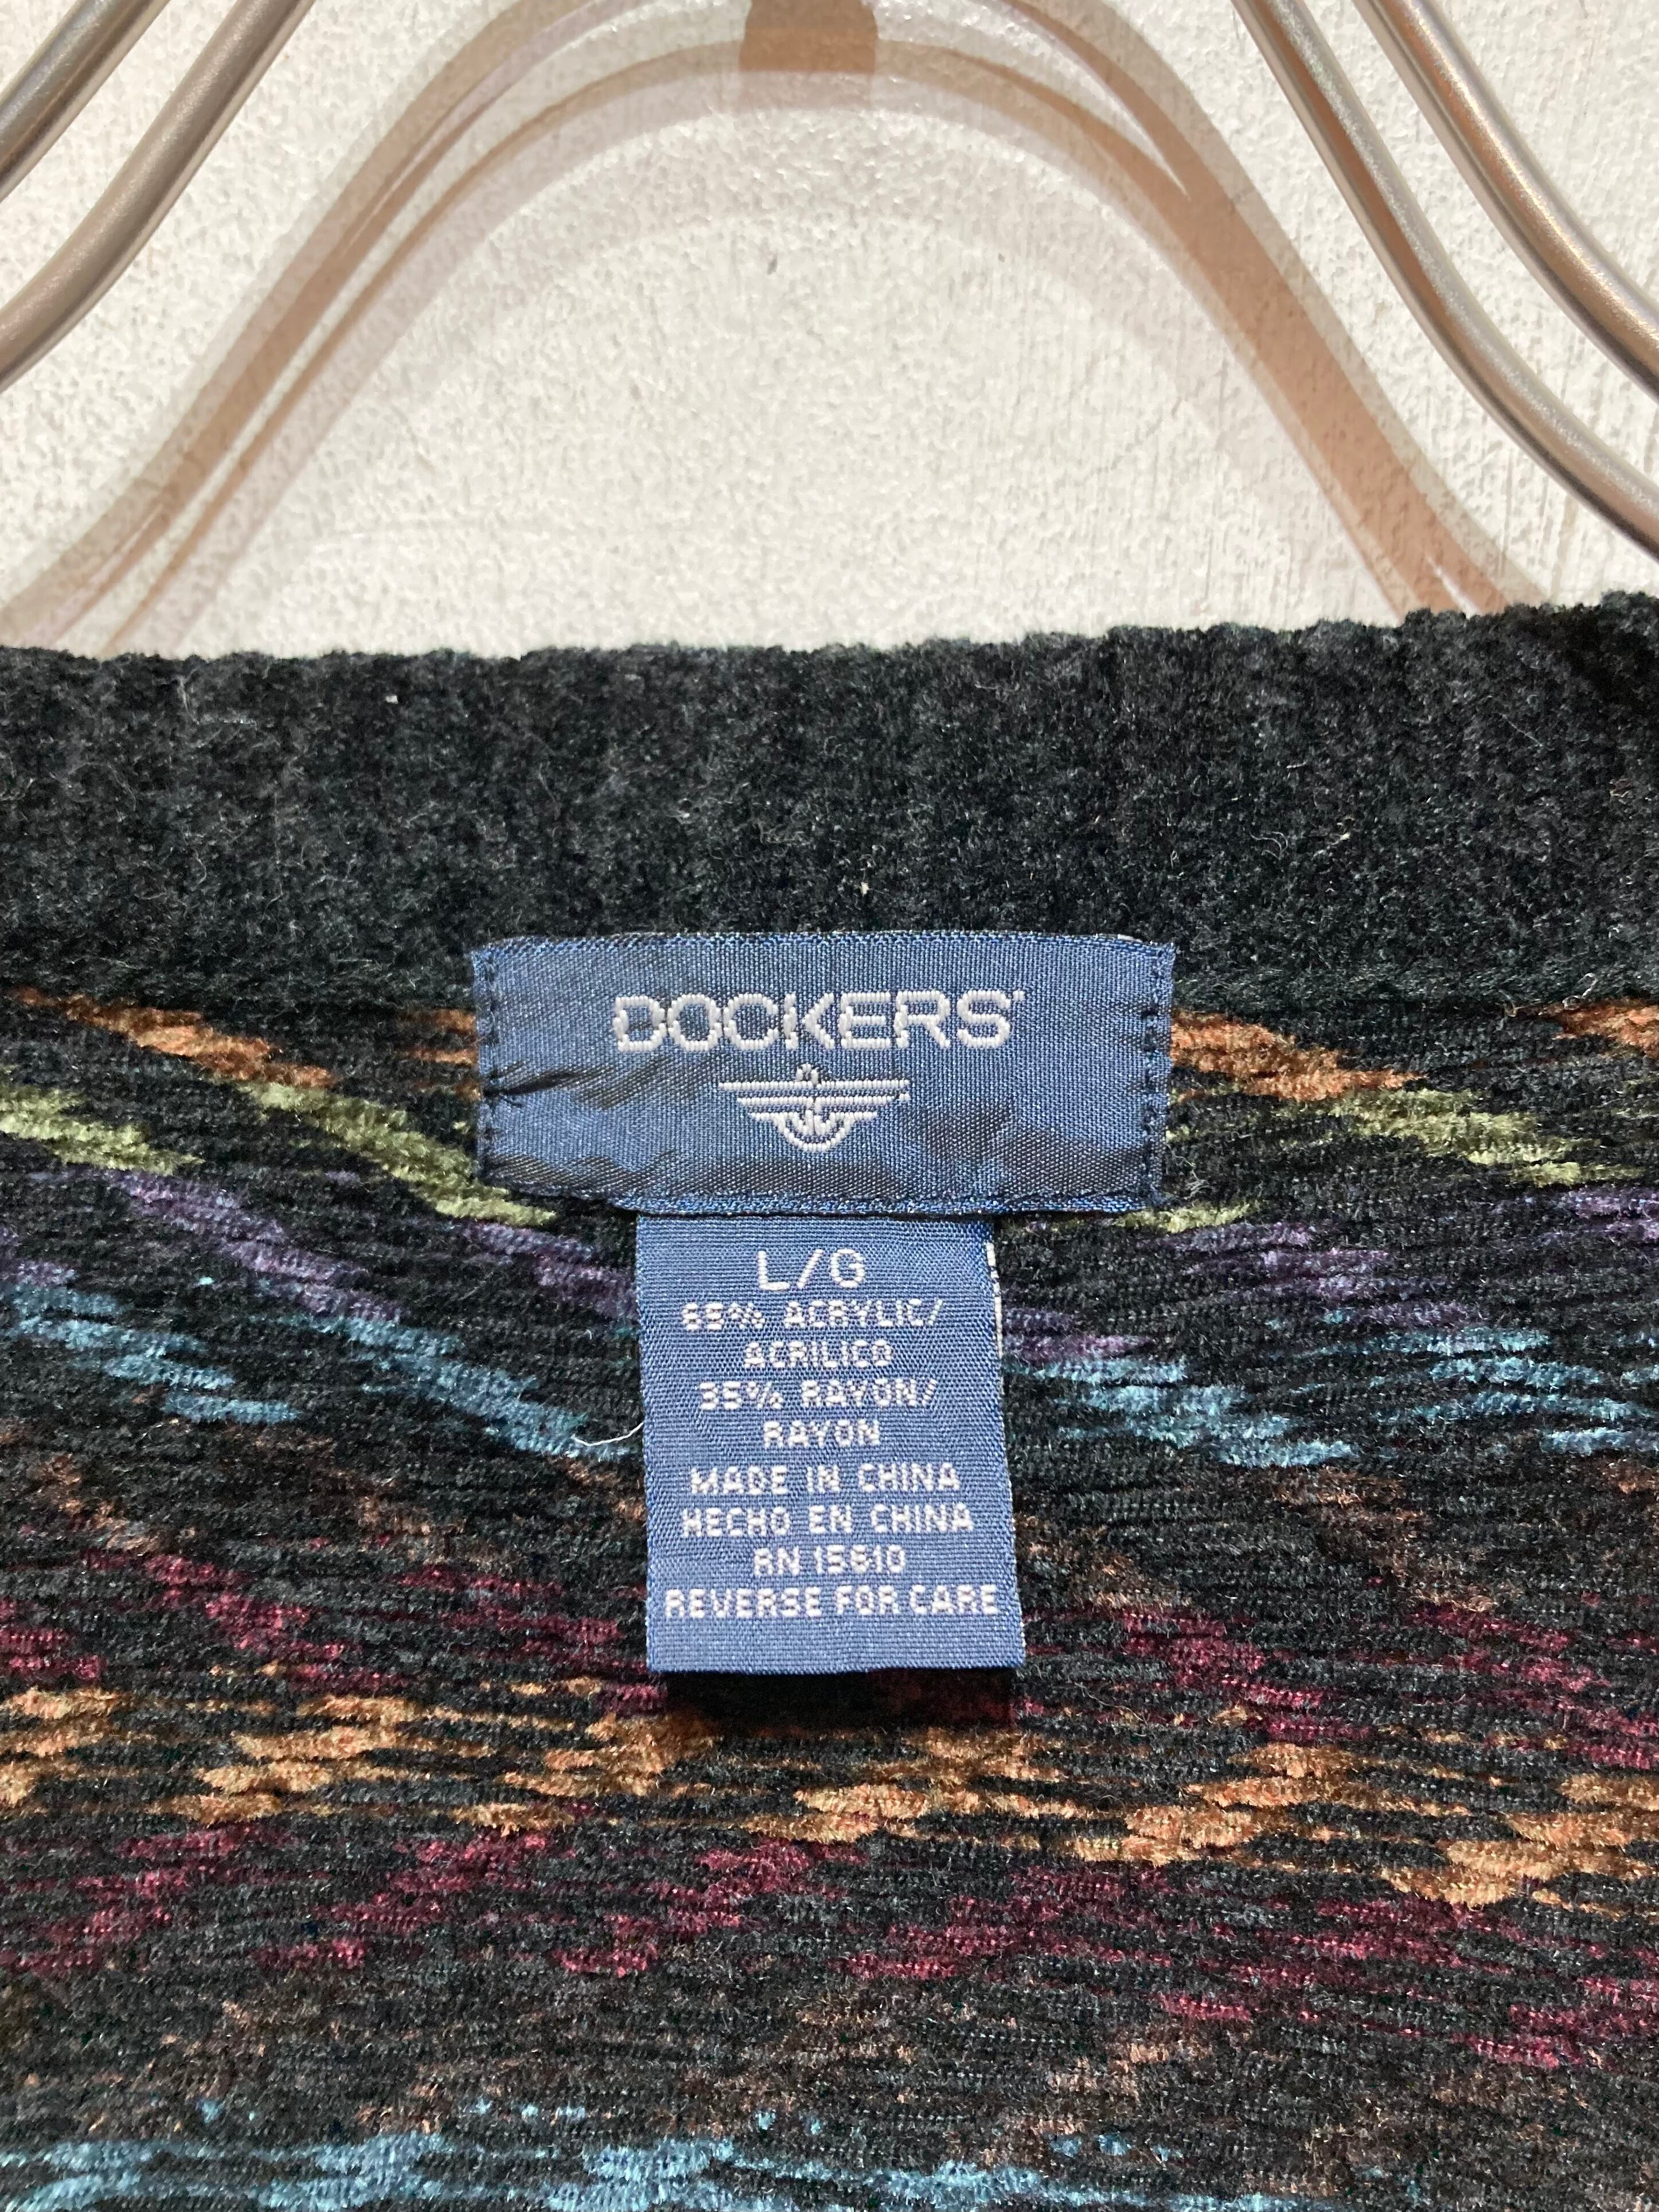 DOCKERS®
L/G
65% ACRYLIC/
ACRILICO
35% RAYON/
RAYON
MADE IN CHINA
HECHO EN CHINA
RN 15610
REVERSE FOR CARE